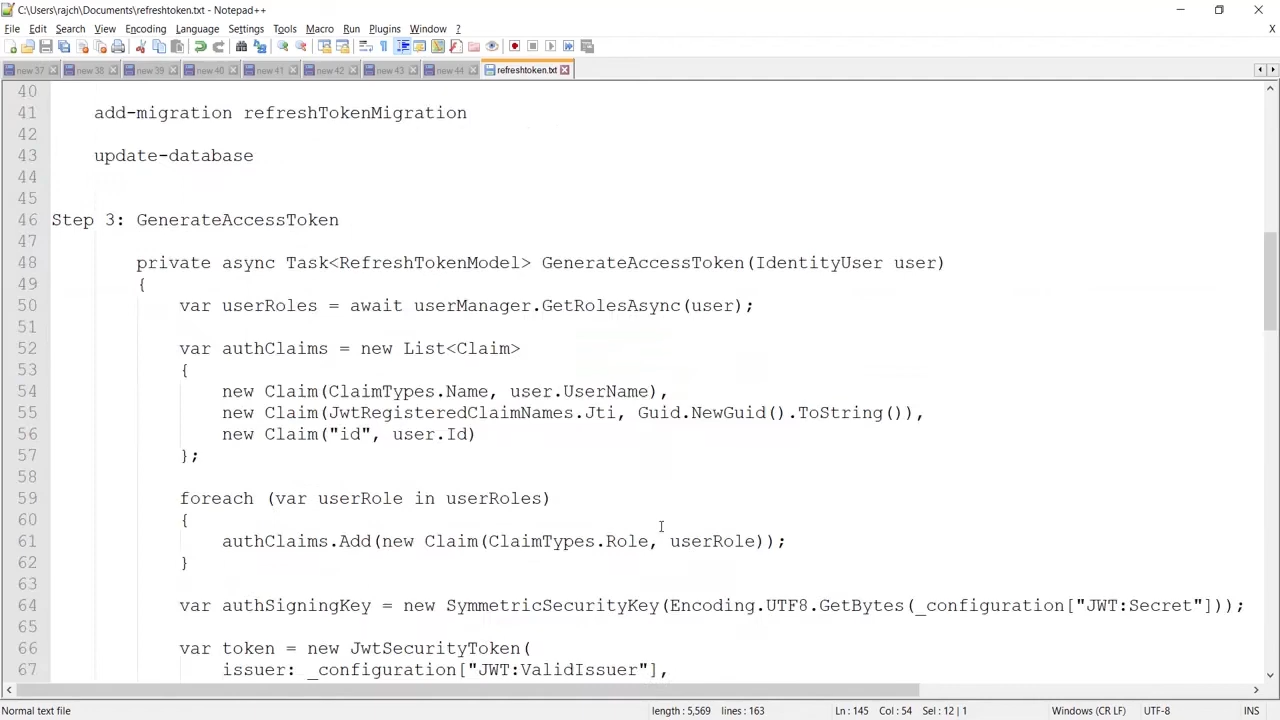 C:\Users\rajch\Documents\refreshtoken.txt - Notepad++
File Edit Search View Encoding Language Settings Tools Macro Run Plugins Window ? X
new 37 new 38 new 39 new 40 new 41 new 42 new 43 new 44 refreshtoken.txt
40
41 add-migration refreshTokenMigration
42
43 update-database
44
45
46 Step 3: GenerateAccessToken
47
48 private async Task<RefreshTokenModel> GenerateAccessToken(IdentityUser user)
49 {
50 var userRoles = await userManager.GetRolesAsync(user);
51
52 var authClaims = new List<Claim>
53 {
54 new Claim(ClaimTypes.Name, user.UserName),
55 new Claim(JwtRegisteredClaimNames.Jti, Guid.NewGuid().ToString()),
56 new Claim("id", user.Id)
57 };
58
59 foreach (var userRole in userRoles)
60 {
61 authClaims.Add(new Claim(ClaimTypes.Role, userRole));
62 }
63
64 var authSigningKey = new SymmetricSecurityKey(Encoding.UTF8.GetBytes(_configuration["JWT:Secret"]));
65
66 var token = new JwtSecurityToken(
67 issuer: _configuration["JWT:ValidIssuer"],
Normal text file length : 5,569 lines : 163 Ln : 145 Col : 54 Sel : 12 | 1 Windows (CR LF) UTF-8 INS